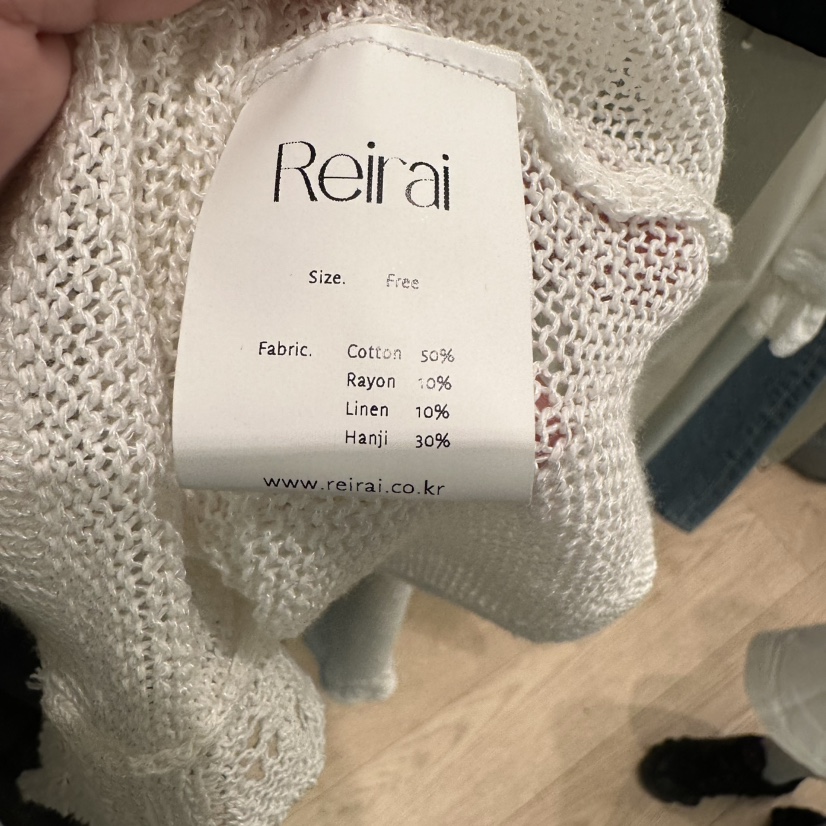 Reirai
Size. Free
Fabric. Cotton 50%
Rayon 10%
Linen 10%
Hanji 30%
www.reirai.co.kr